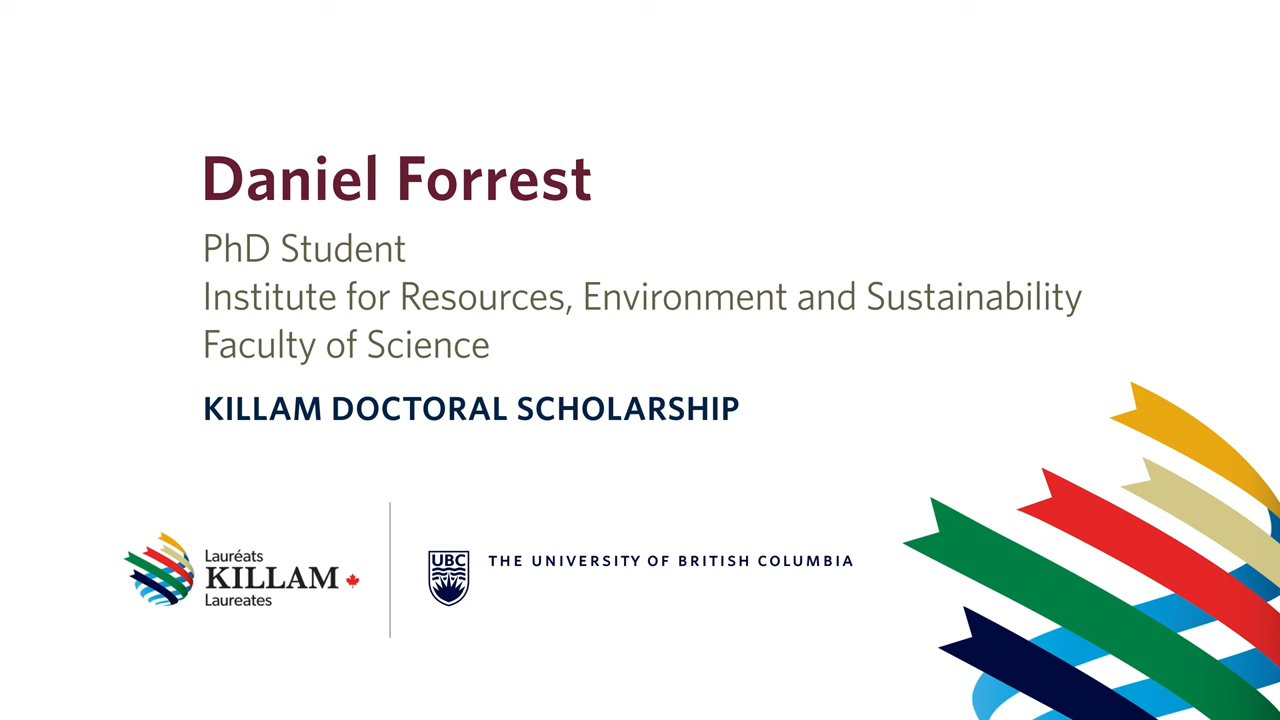 Daniel Forrest
PhD Student
Institute for Resources, Environment and Sustainability
Faculty of Science
KILLAM DOCTORAL SCHOLARSHIP
Lauréats
KILLAM
Laureates
UBC
THE UNIVERSITY OF BRITISH COLUMBIA